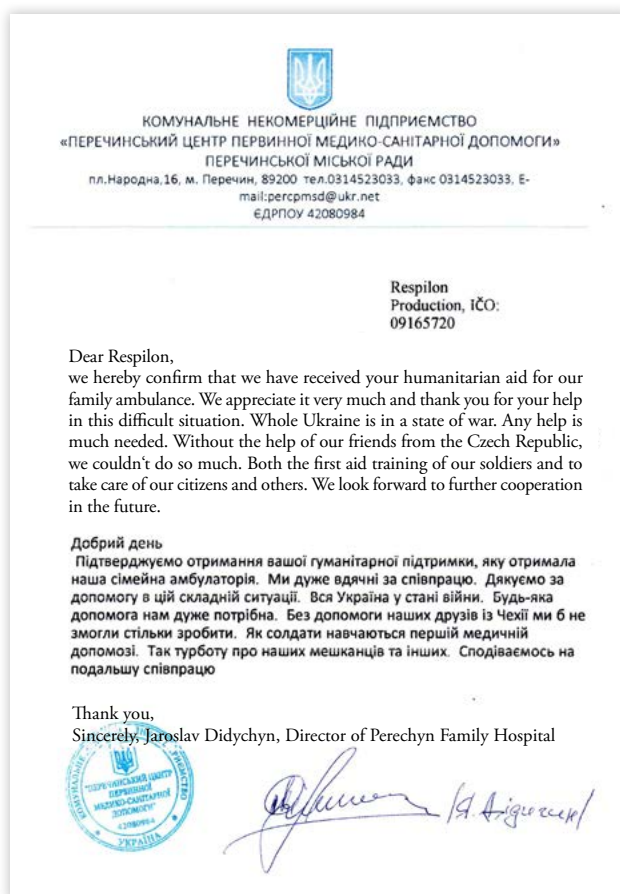 КОМУНАЛЬНЕ НЕКОМЕРЦІЙНЕ ПІДПРИЄМСТВО
«ПЕРЕЧИНСЬКИЙ ЦЕНТР ПЕРВИННОЇ МЕДИКО-САНІТАРНОЇ ДОПОМОГИ»
ПЕРЕЧИНСЬКОЇ МІСЬКОЇ РАДИ
пл.Народна,16, м. Перечин, 89200 тел.0314523033, факс 0314523033, E-
mail:percpmsd@ukr.net
ЄДРПОУ 42080984
Respilon
Production, IČO:
09165720
Dear Respilon,
we hereby confirm that we have received your humanitarian aid for our
family ambulance. We appreciate it very much and thank you for your help
in this difficult situation. Whole Ukraine is in a state of war. Any help is
much needed. Without the help of our friends from the Czech Republic,
we couldn‘t do so much. Both the first aid training of our soldiers and to
take care of our citizens and others. We look forward to further cooperation
in the future.
Добрий день
Підтверджуємо отримання вашої гуманітарної підтримки, яку отримала
наша сімейна амбулаторія. Ми дуже вдячні за співпрацю. Дякуємо за
допомогу в цій складній ситуації. Вся Україна у стані війни. Будь-яка
допомога нам дуже потрібна. Без допомоги наших друзів із Чехії ми б не
змогли стільки зробити. Як солдати навчаються першій медичній
допомозі. Так турботу про наших мешканців та інших. Сподіваємось на
подальшу співпрацю
Thank you,
Sincerely, Jaroslav Didychyn, Director of Perechyn Family Hospital
КОМУНАЛЬНЕ
"ПЕРЕЧИНСЬКИЙ ЦЕНТР
ПЕРВИННОЇ
МЕДИКО-САНІТАРНОЇ
ДОПОМОГИ"
42080984
УКРАЇНА